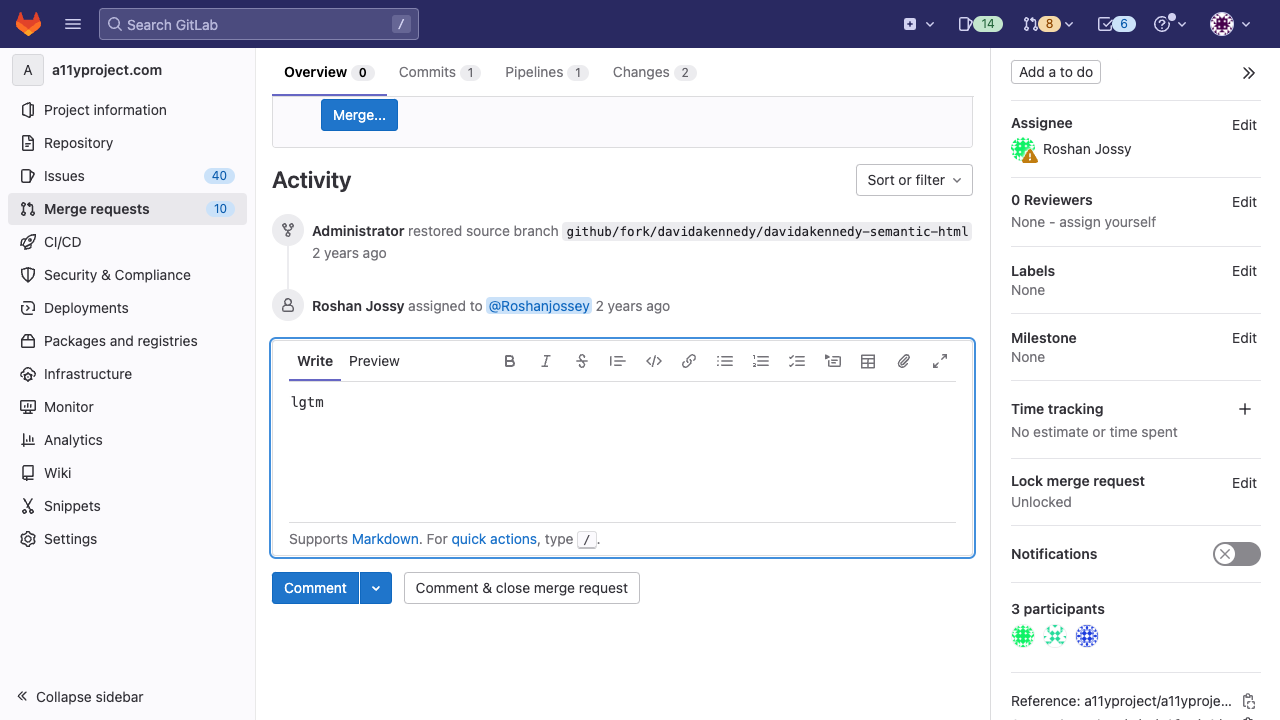 Search GitLab
/
14
8
6
A
a11yproject.com
Project information
Repository
Issues
40
Merge requests
10
CI/CD
Security & Compliance
Deployments
Packages and registries
Infrastructure
Monitor
Analytics
Wiki
Snippets
Settings
Collapse sidebar
Overview 0
Commits 1
Pipelines 1
Changes 2
Merge...
Activity
Sort or filter
Administrator restored source branch github/fork/davidakennedy/davidakennedy-semantic-html
2 years ago
Roshan Jossy assigned to @Roshanjossey 2 years ago
Write
Preview
lgtm
Supports Markdown. For quick actions, type /.
Comment
Comment & close merge request
Add a to do
Assignee
Edit
Roshan Jossy
0 Reviewers
Edit
None - assign yourself
Labels
Edit
None
Milestone
Edit
None
Time tracking
No estimate or time spent
Lock merge request
Edit
Unlocked
Notifications
3 participants
Reference: a11yproject/a11yproje...